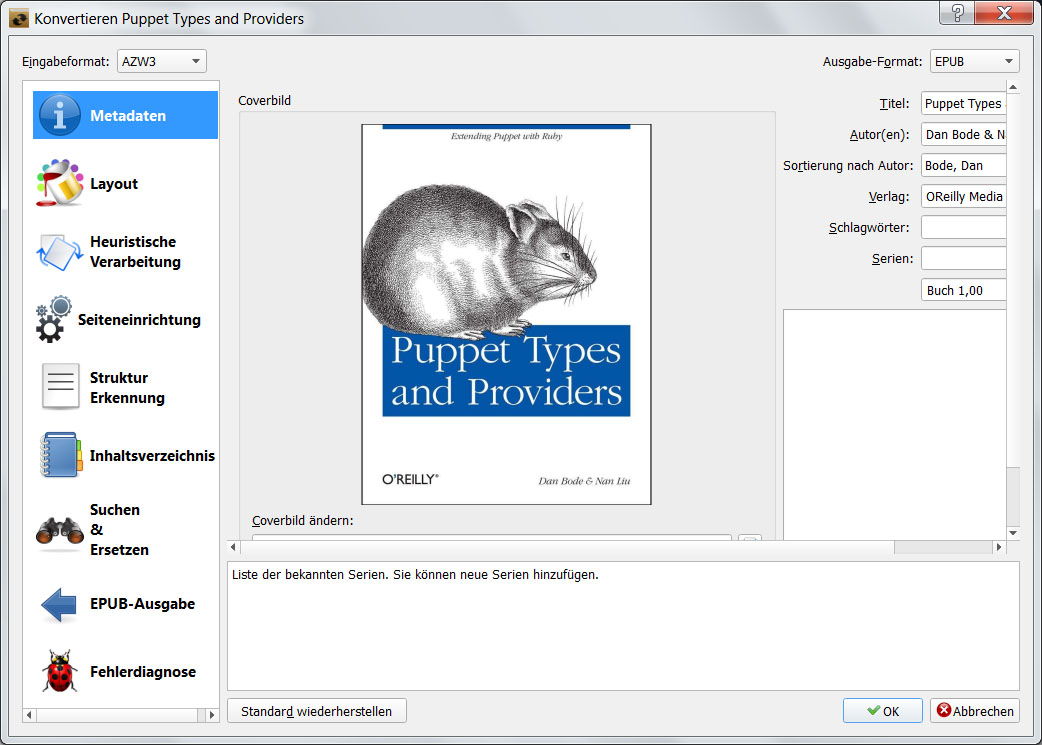 Konvertieren Puppet Types and Providers
Eingabeformat: AZW3
Ausgabe-Format: EPUB
Metadaten
Layout
Heuristische
Verarbeitung
Seiteneinrichtung
Struktur
Erkennung
Inhaltsverzeichnis
Suchen
&
Ersetzen
EPUB-Ausgabe
Fehlerdiagnose
Coverbild
Extending Puppet with Ruby
Puppet Types
and Providers
O'REILLY®
Dan Bode & Nan Liu
Coverbild ändern:
Titel: Puppet Types
Autor(en): Dan Bode & N
Sortierung nach Autor: Bode, Dan
Verlag: OReilly Media
Schlagwörter:
Serien:
Buch 1,00
Liste der bekannten Serien. Sie können neue Serien hinzufügen.
Standard wiederherstellen
OK
Abbrechen